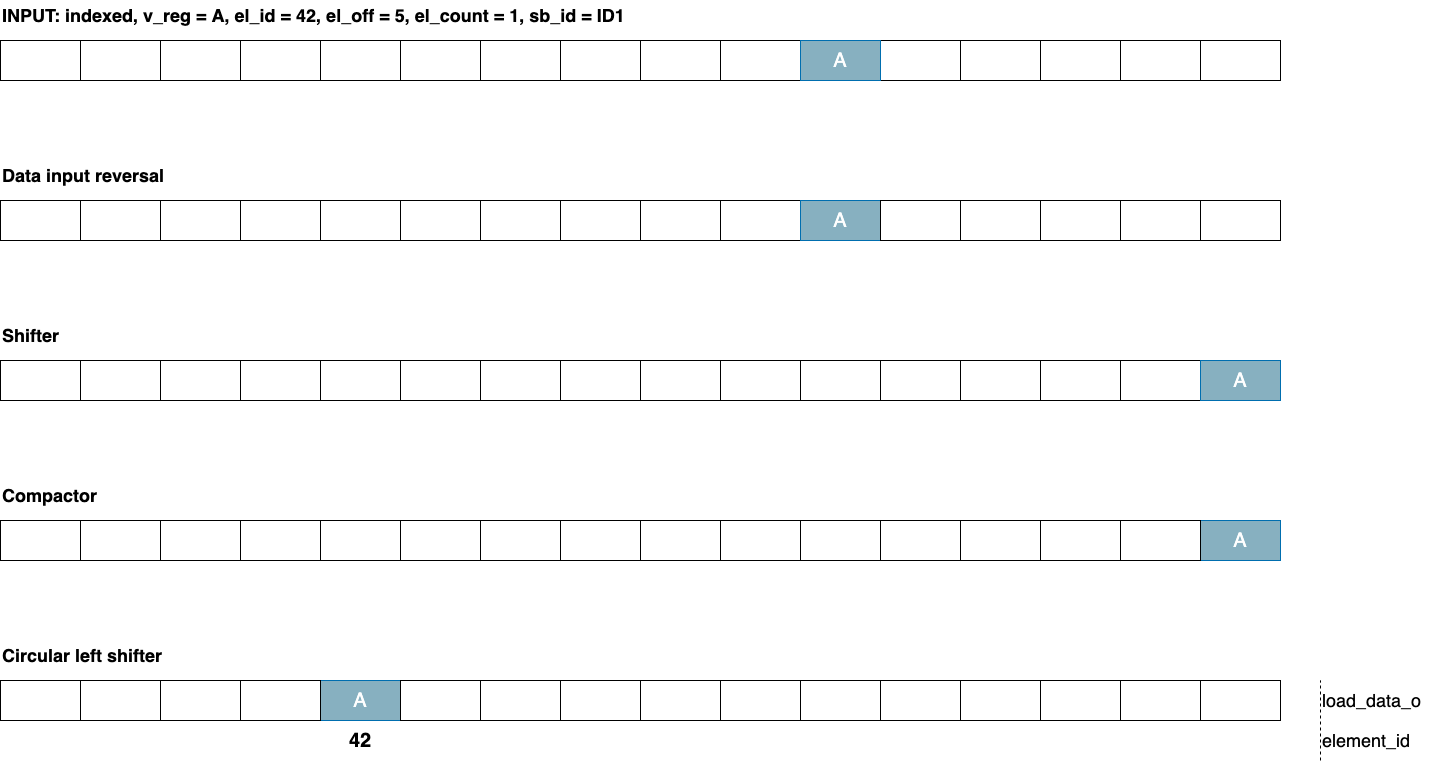 INPUT: indexed, v_reg = A, el_id = 42, el_off = 5, el_count = 1, sb_id = ID1
A
Data input reversal
A
Shifter
A
Compactor
A
Circular left shifter
A
load_data_o
42
element_id